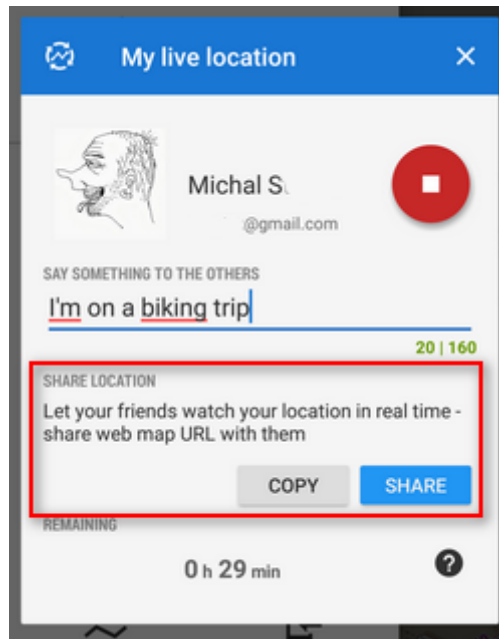 My live location
Michal S
@gmail.com
SAY SOMETHING TO THE OTHERS
I'm on a biking trip
20 | 160
SHARE LOCATION
Let your friends watch your location in real time -
share web map URL with them
COPY SHARE
REMAINING
0 h 29 min